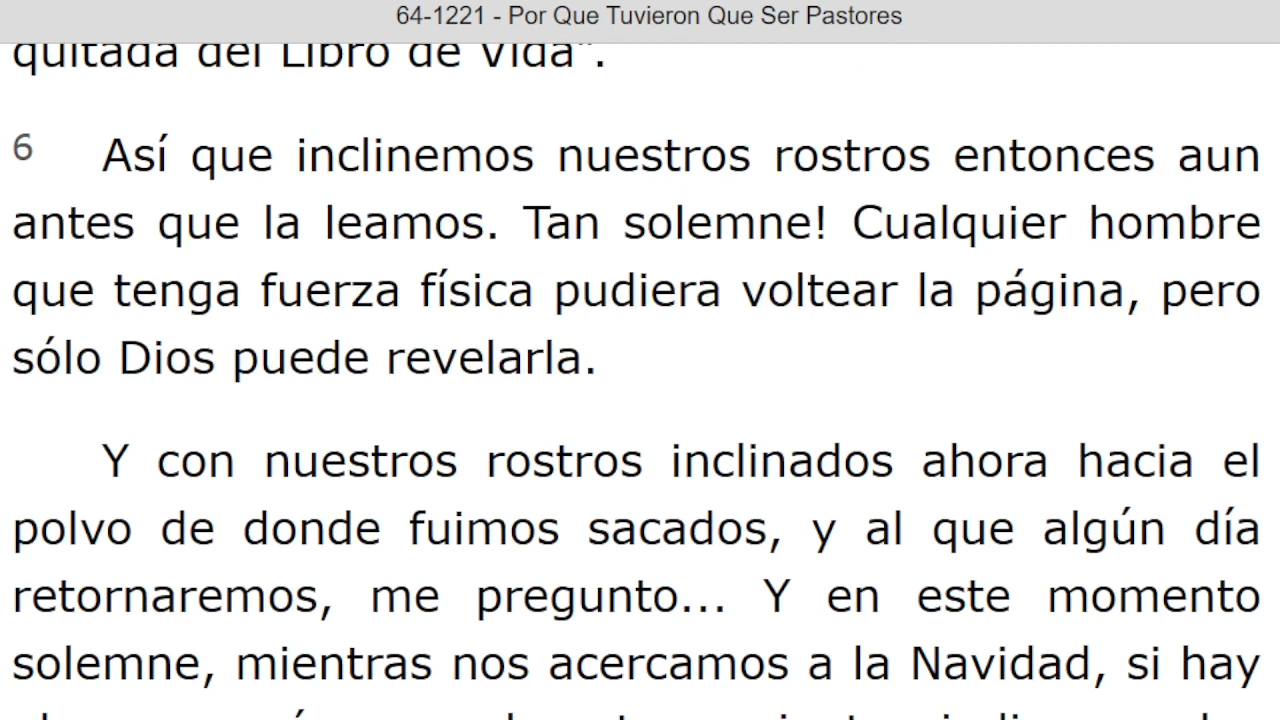 64-1221 - Por Que Tuvieron Que Ser Pastores
quitada del Libro de Vida".
6 Así que inclinemos nuestros rostros entonces aun
antes que la leamos. Tan solemne! Cualquier hombre
que tenga fuerza física pudiera voltear la página, pero
sólo Dios puede revelarla.
Y con nuestros rostros inclinados ahora hacia el
polvo de donde fuimos sacados, y al que algún día
retornaremos, me pregunto... Y en este momento
solemne, mientras nos acercamos a la Navidad, si hay